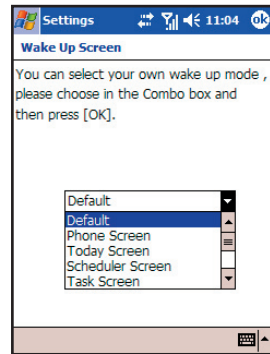 Settings 11:04 ok
Wake Up Screen
You can select your own wake up mode ,
please choose in the Combo box and
then press [OK].
Default
Default
Phone Screen
Today Screen
Scheduler Screen
Task Screen